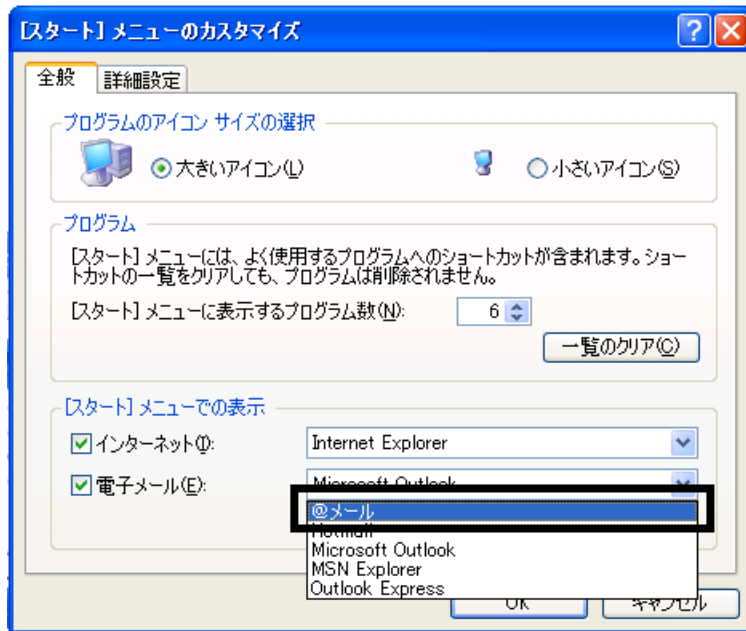 [スタート] メニューのカスタマイズ
全般
詳細設定
プログラムのアイコン サイズの選択
大きいアイコン(L)
小さいアイコン(S)
プログラム
[スタート] メニューには、よく使用するプログラムへのショートカットが含まれます。ショー
トカットの一覧をクリアしても、プログラムは削除されません。
[スタート] メニューに表示するプログラム数(N):
6
一覧のクリア(C)
[スタート] メニューでの表示
インターネット(I):
Internet Explorer
電子メール(E):
Microsoft Outlook
@メール
Hotmail
Microsoft Outlook
MSN Explorer
Outlook Express
OK
キャンセル